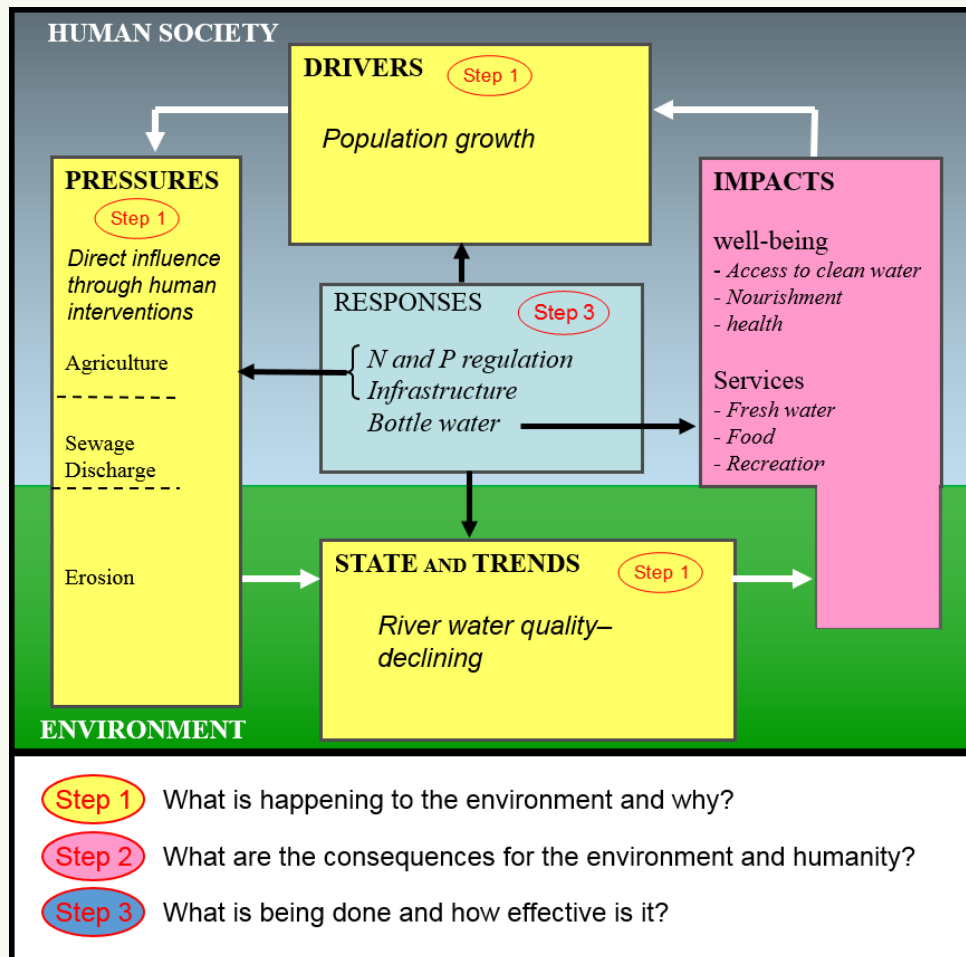 HUMAN SOCIETY
DRIVERS
Step 1
Population growth
PRESSURES
Step 1
Direct influence
through human
interventions
Agriculture
Sewage
Discharge
Erosion
RESPONSES
Step 3
N and P regulation
Infrastructure
Bottle water
IMPACTS
well-being
- Access to clean water
- Nourishment
- health
Services
- Fresh water
- Food
- Recreation
STATE AND TRENDS
Step 1
River water quality–
declining
ENVIRONMENT
Step 1 What is happening to the environment and why?
Step 2 What are the consequences for the environment and humanity?
Step 3 What is being done and how effective is it?